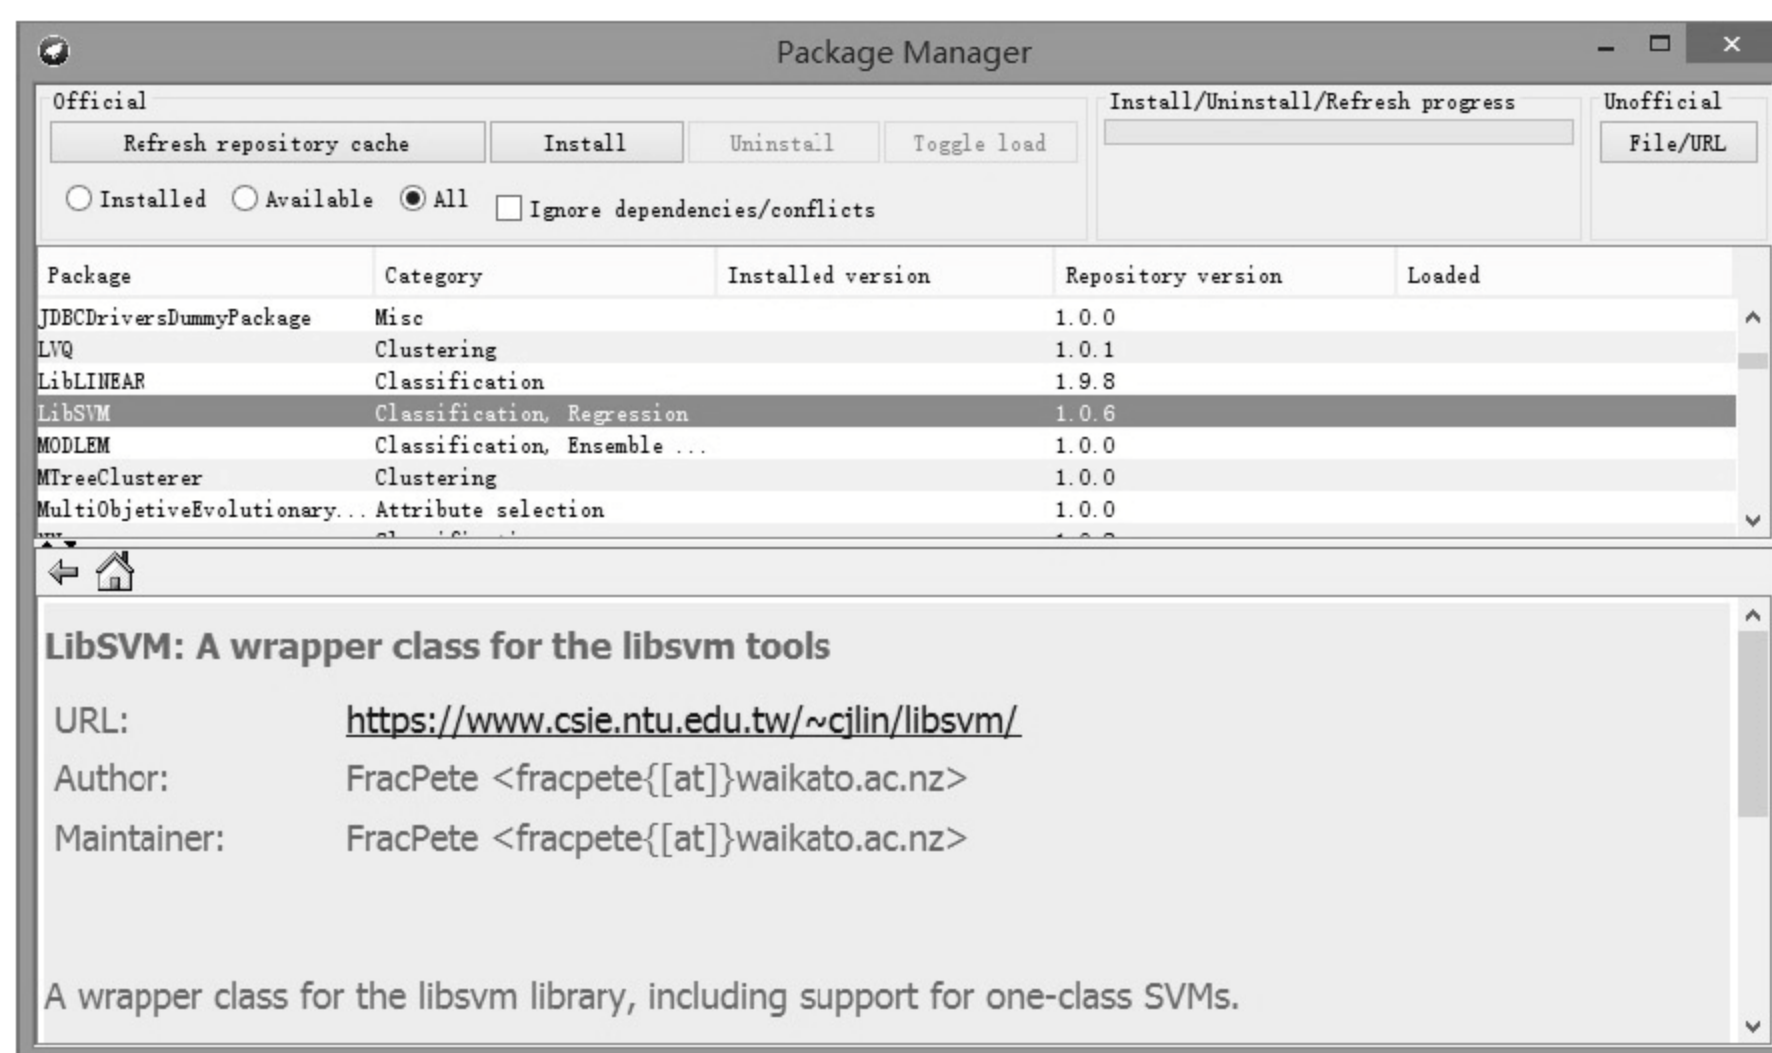 Package Manager
Official
Install/Uninstall/Refresh progress
Unofficial
Refresh repository cache
Install
Uninstall
Toggle load
File/URL
Installed
Available
All
Ignore dependencies/conflicts
Package Category Installed version Repository version Loaded
JDBCDriversDummyPackage Misc 1.0.0
LVQ Clustering 1.0.1
LibLINEAR Classification 1.9.8
LibSVM Classification, Regression 1.0.6
MODLEM Classification, Ensemble ... 1.0.0
MTreeClusterer Clustering 1.0.0
MultiObjetiveEvolutionary... Attribute selection 1.0.0
LibSVM: A wrapper class for the libsvm tools
URL: https://www.csie.ntu.edu.tw/~cjlin/libsvm/
Author: FracPete <fracpete{[at]}waikato.ac.nz>
Maintainer: FracPete <fracpete{[at]}waikato.ac.nz>
A wrapper class for the libsvm library, including support for one-class SVMs.